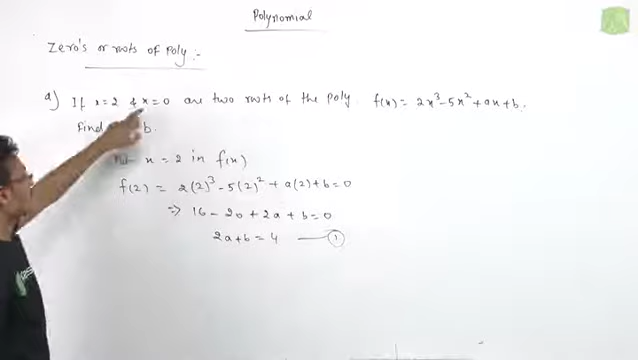 Polynomial
Zero's or roots of Poly :-
a) If x=2 & x=0 are two roots of the poly. f(x) = 2x³-5x²+ax+b.
Find b.
x = 2 in f(x)
f(2) = 2(2)³-5(2)²+a(2)+b=0
⇒ 16-20+2a+b=0
2a+b=4 —— ①